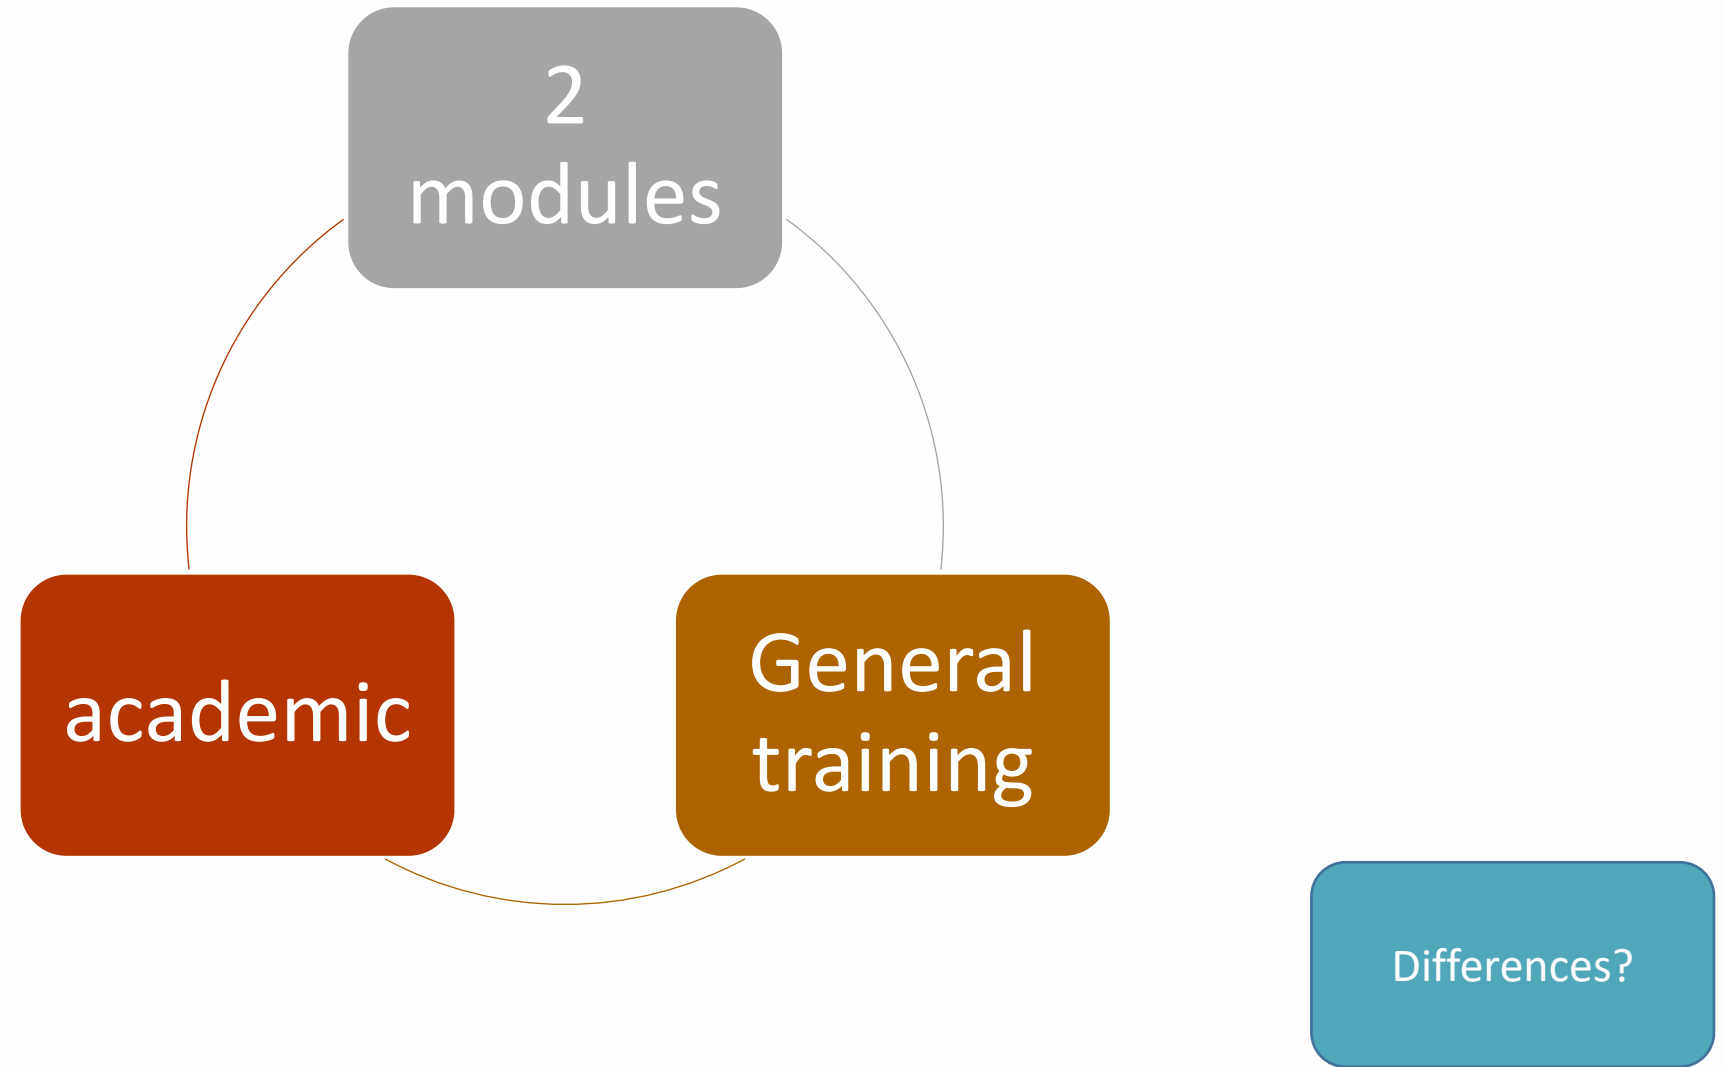 2
modules
academic
General
training
Differences?